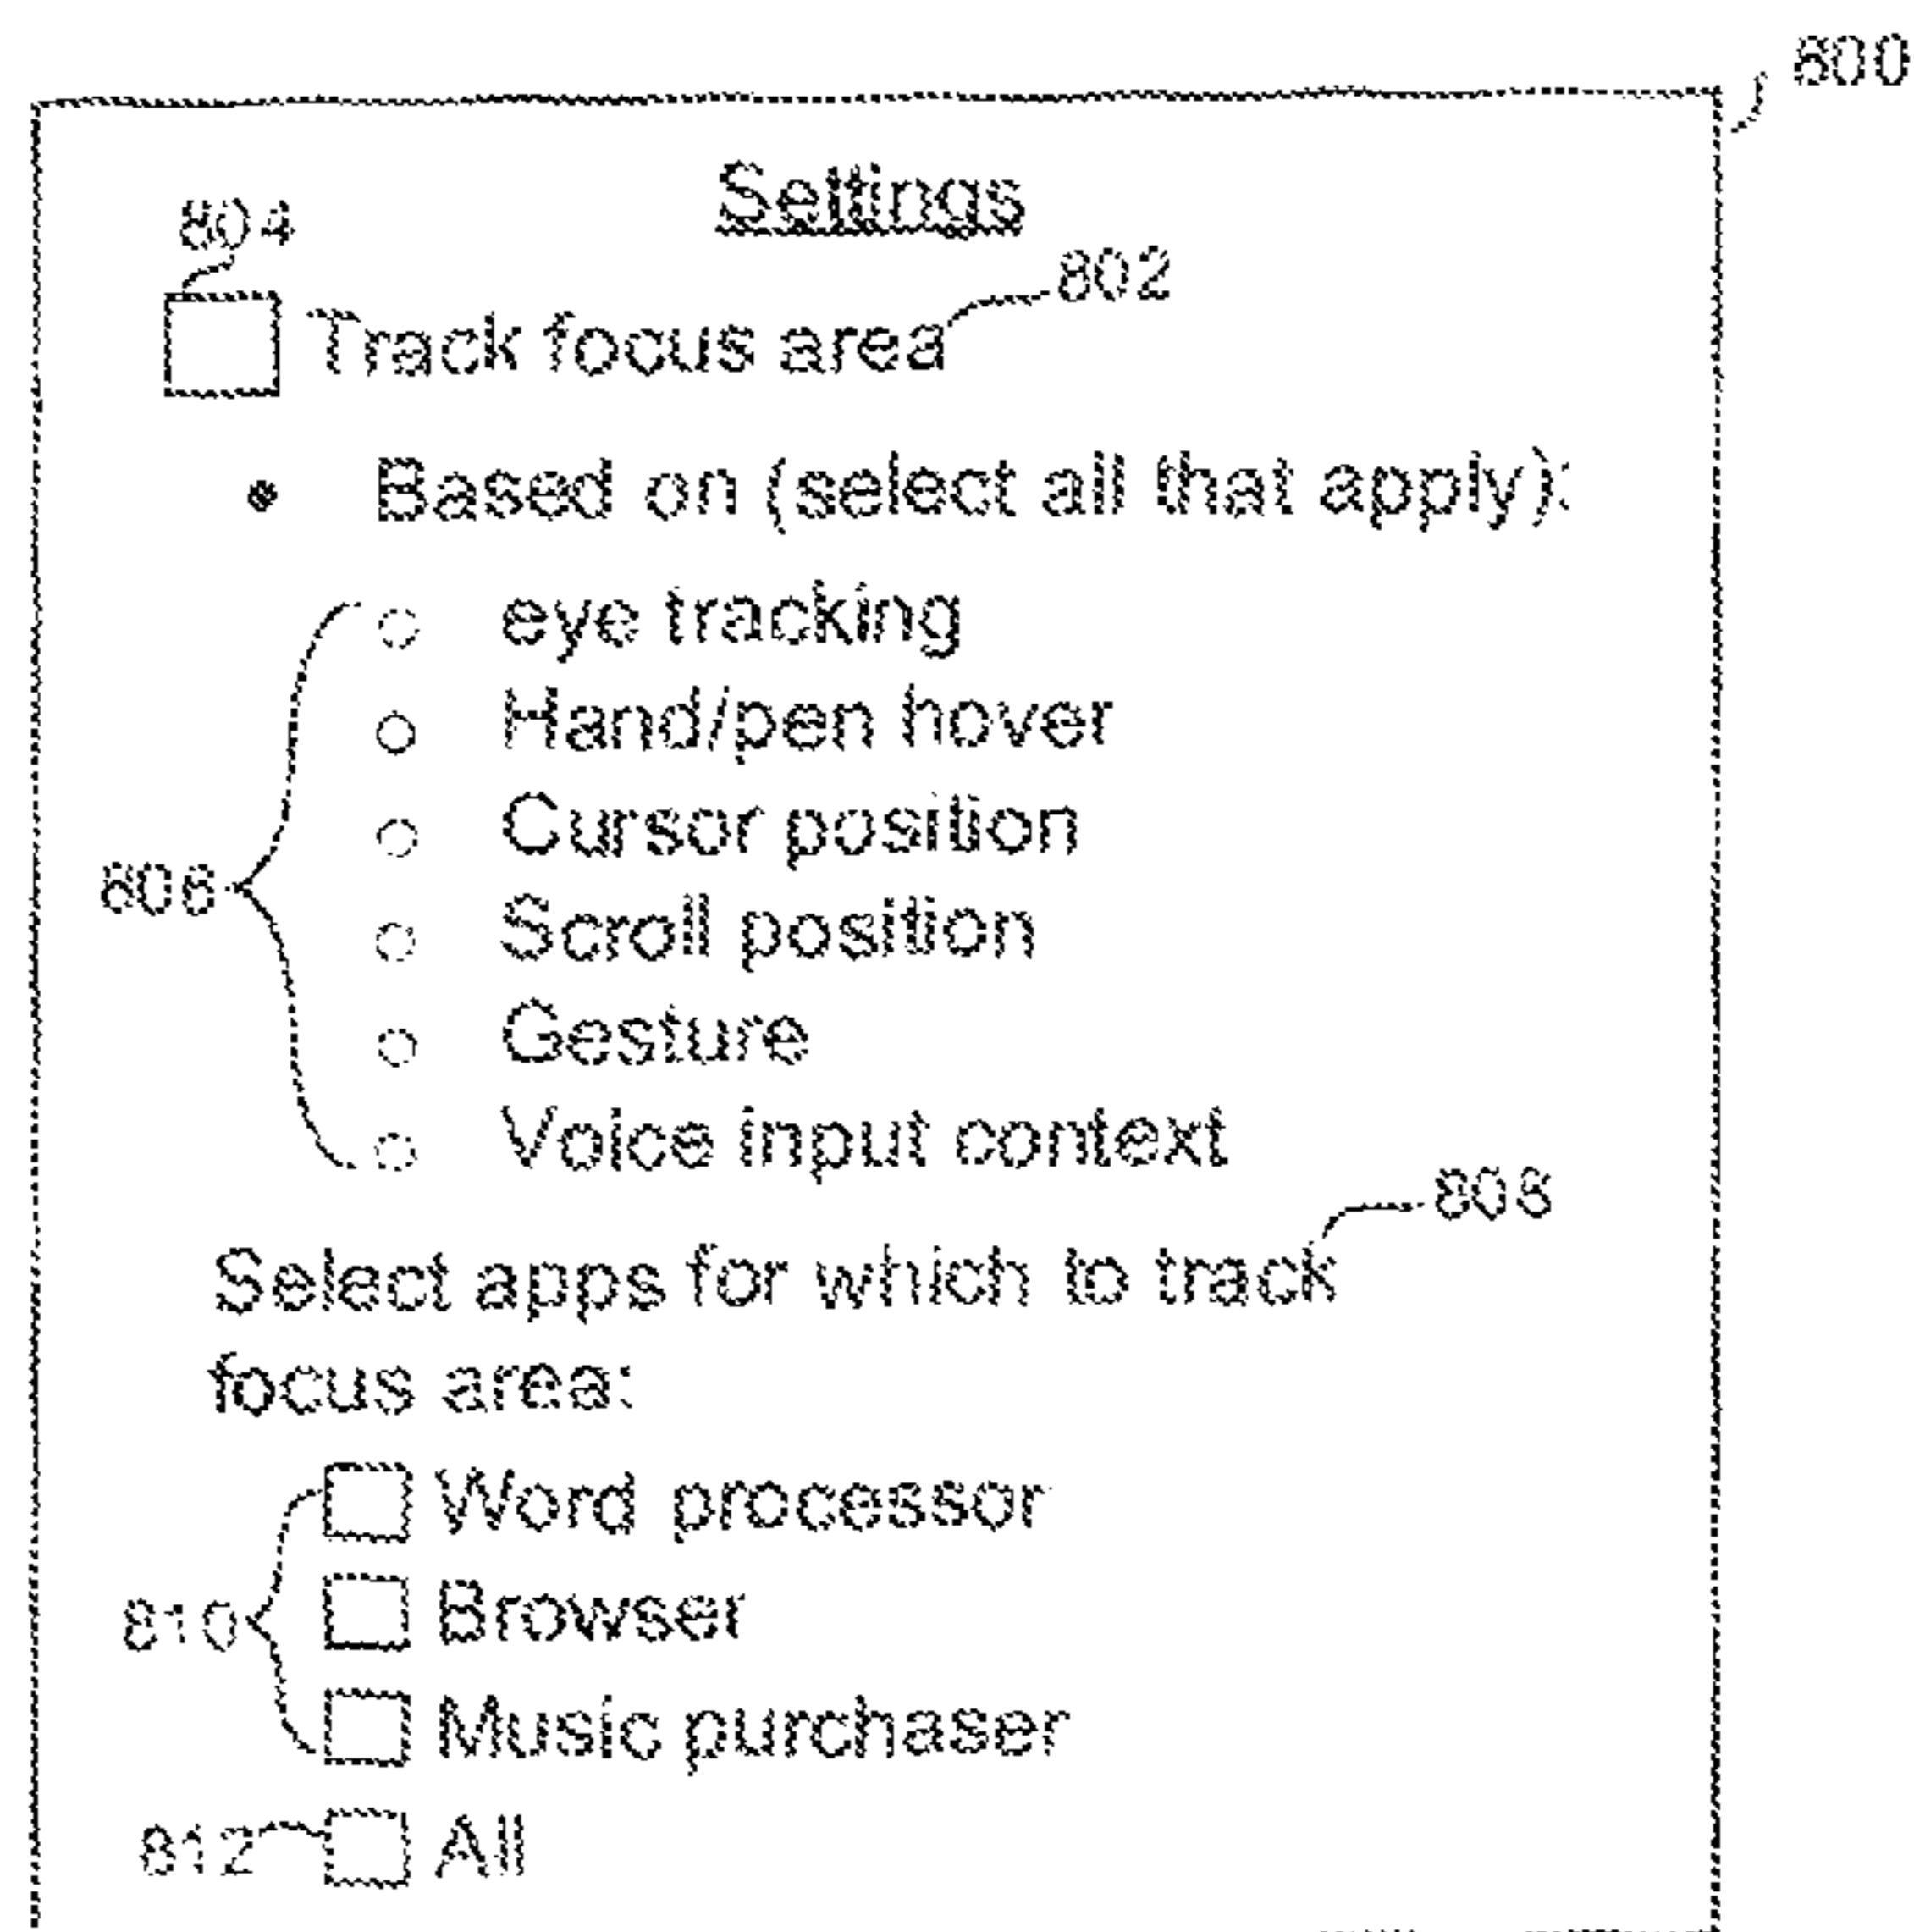 800
Settings
804
802
Track focus area
• Based on (select all that apply):
eye tracking
Hand/pen hover
Cursor position
806
Scroll position
Gesture
Voice input context
808
Select apps for which to track
focus area:
Word processor
810
Browser
Music purchaser
812
All